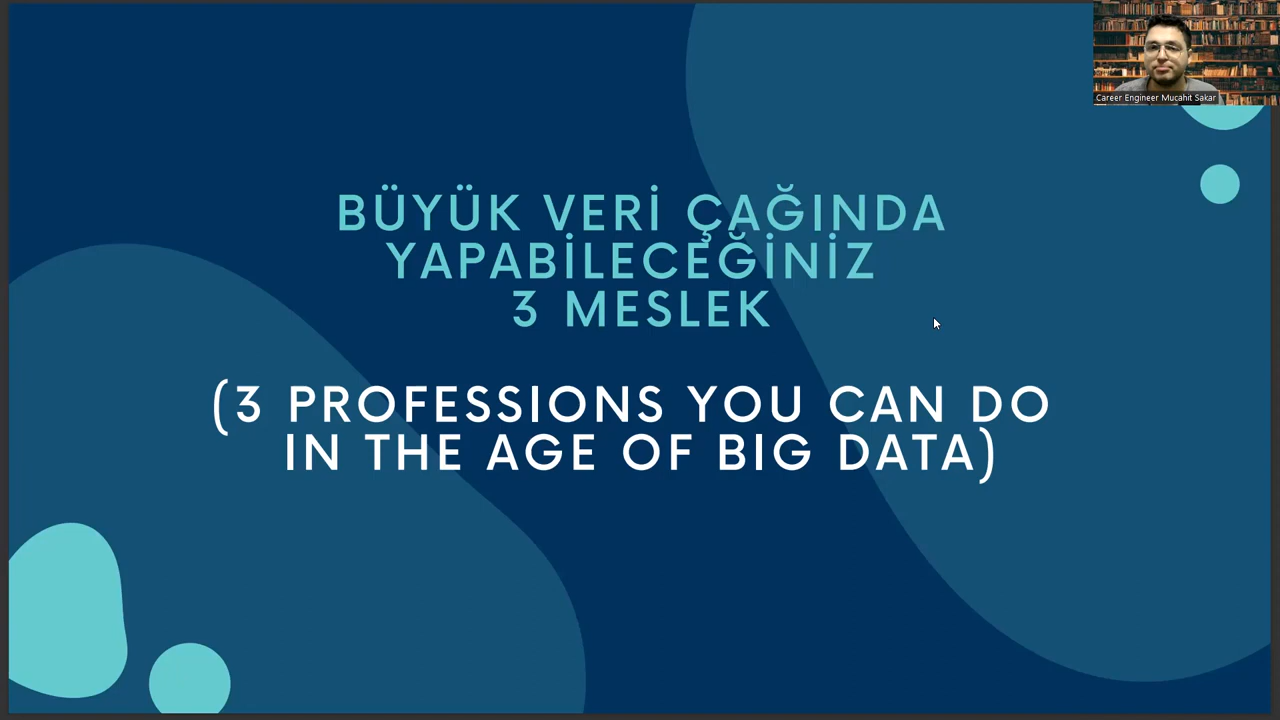 Career Engineer Mucahit Sakar
BÜYÜK VERİ ÇAĞINDA
YAPABİLECEĞİNİZ
3 MESLEK
(3 PROFESSIONS YOU CAN DO
IN THE AGE OF BIG DATA)